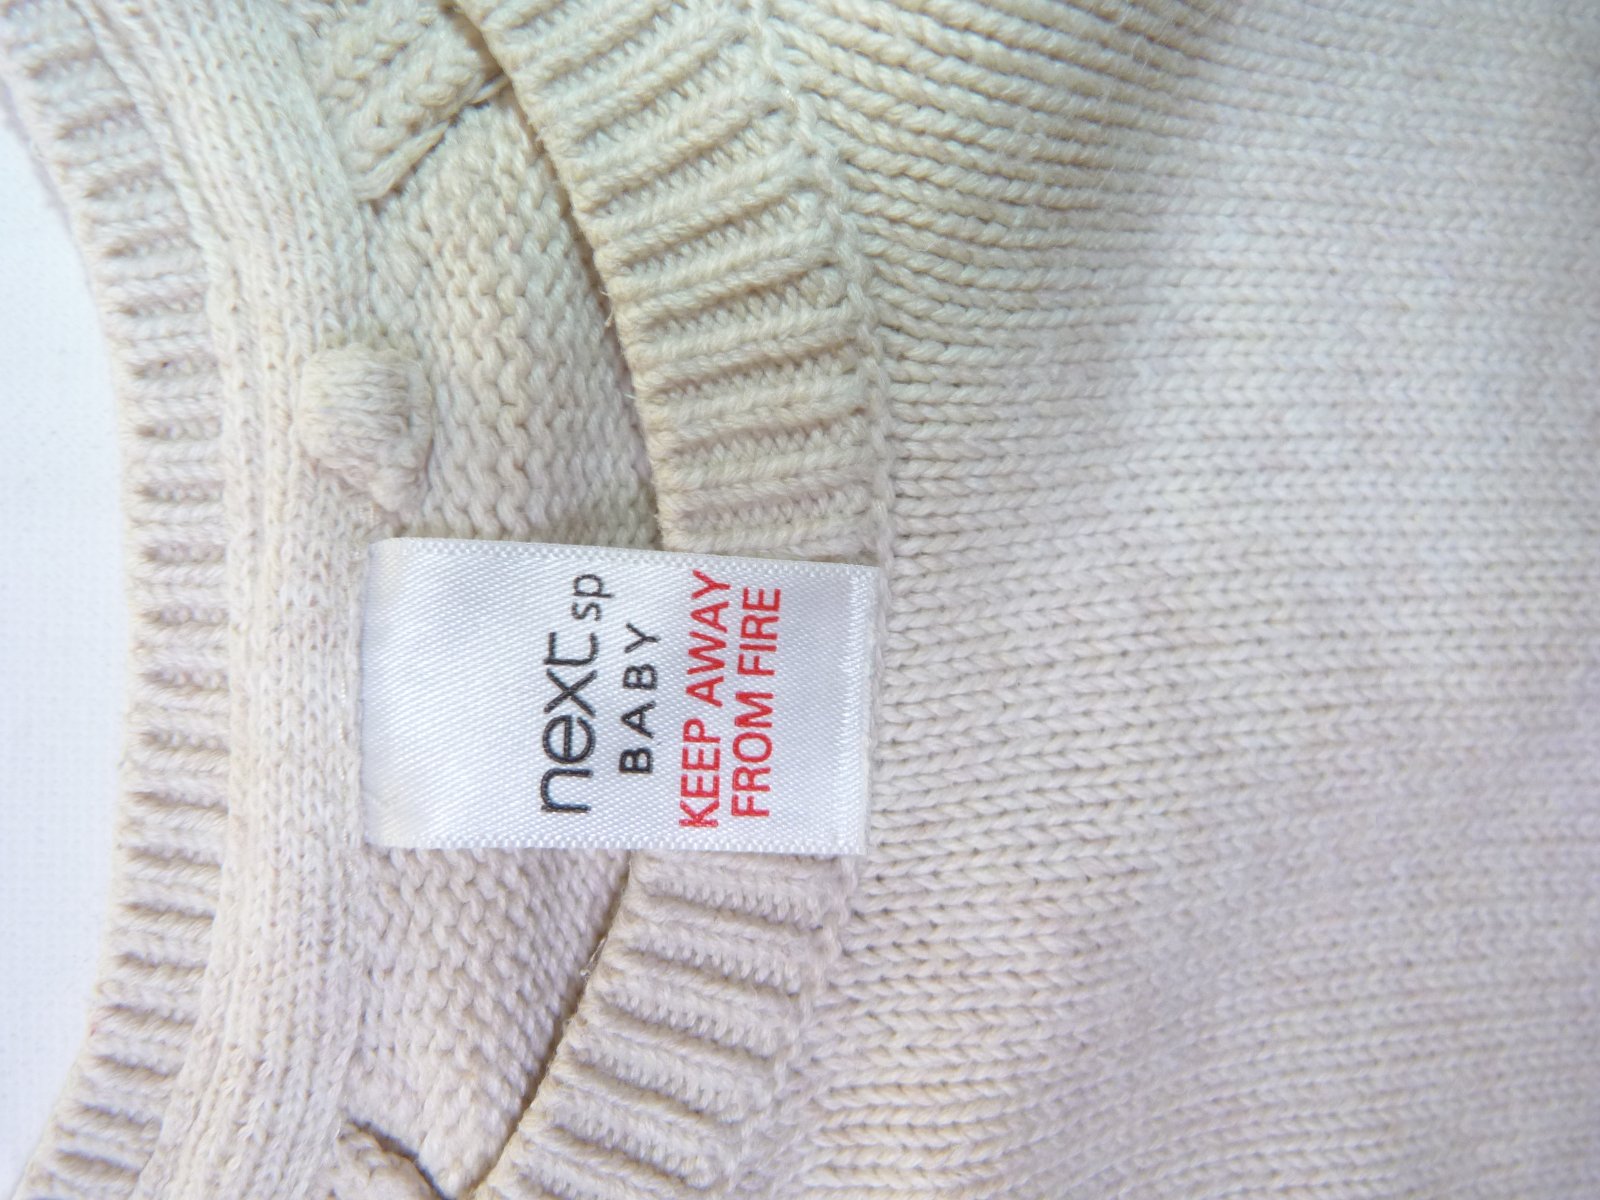 next sp
BABY
KEEP AWAY
FROM FIRE